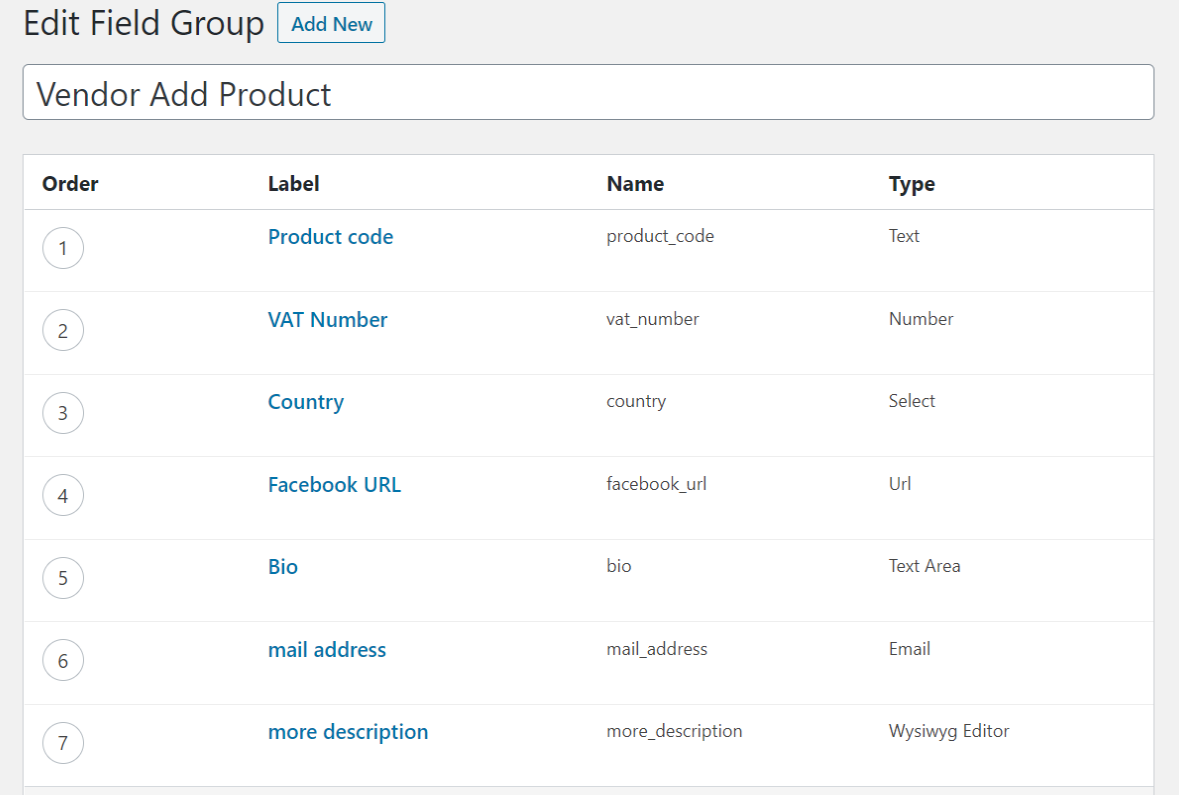 Edit Field Group Add New
Vendor Add Product
Order Label Name Type
1 Product code product_code Text
2 VAT Number vat_number Number
3 Country country Select
4 Facebook URL facebook_url Url
5 Bio bio Text Area
6 mail address mail_address Email
7 more description more_description Wysiwyg Editor